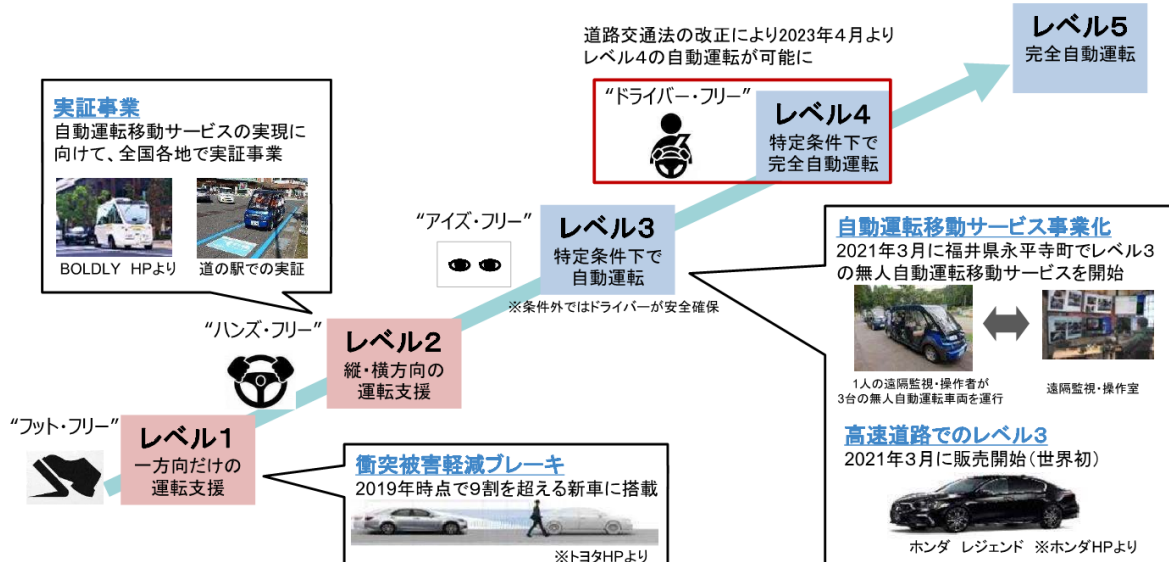 レベル5
完全自動運転
道路交通法の改正により2023年4月より
レベル4の自動運転が可能に
“ドライバー・フリー”
レベル4
特定条件下で
完全自動運転
実証事業
自動運転移動サービスの実現に
向けて、全国各地で実証事業
BOLDLY HPより
道の駅での実証
“アイズ・フリー”
レベル3
特定条件下で
自動運転
※条件外ではドライバーが安全確保
自動運転移動サービス事業化
2021年3月に福井県永平寺町でレベル3
の無人自動運転移動サービスを開始
1人の遠隔監視・操作者が
3台の無人自動運転車両を運行
遠隔監視・操作室
高速道路でのレベル3
2021年3月に販売開始(世界初)
ホンダ レジェンド ※ホンダHPより
“ハンズ・フリー”
レベル2
縦・横方向の
運転支援
“フット・フリー”
レベル1
一方向だけの
運転支援
衝突被害軽減ブレーキ
2019年時点で9割を超える新車に搭載
※トヨタHPより